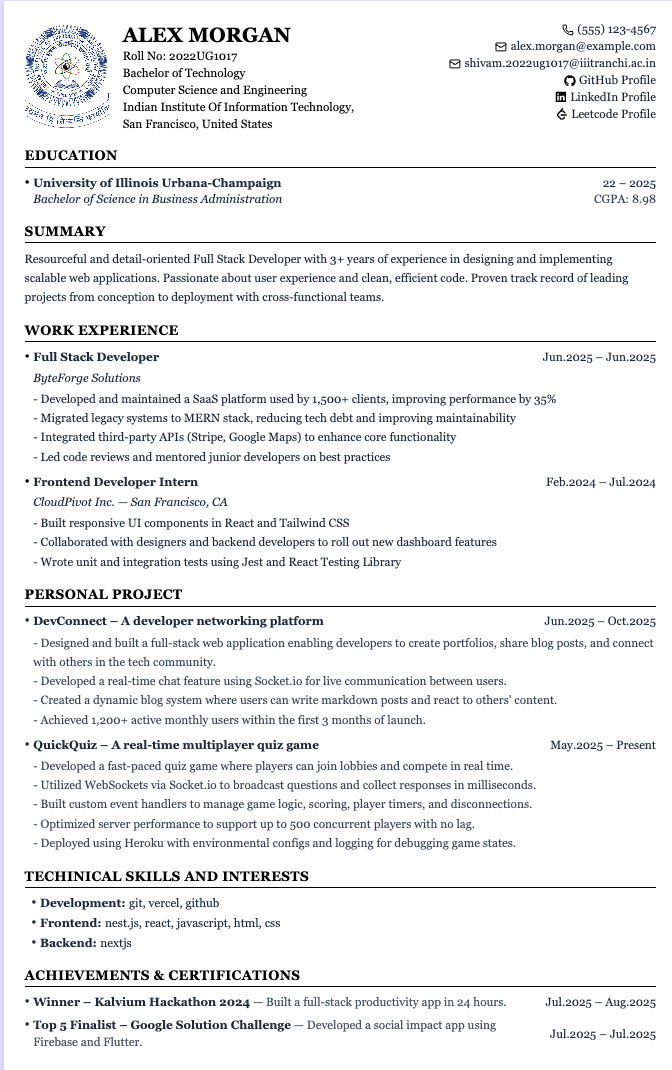 ALEX MORGAN
Roll No: 2022UG1017
Bachelor of Technology
Computer Science and Engineering
Indian Institute Of Information Technology,
San Francisco, United States
(555) 123-4567
alex.morgan@example.com
shivam.2022ug1017@iiitranchi.ac.in
GitHub Profile
LinkedIn Profile
Leetcode Profile
EDUCATION
• University of Illinois Urbana-Champaign 22 – 2025
Bachelor of Science in Business Administration CGPA: 8.98
SUMMARY
Resourceful and detail-oriented Full Stack Developer with 3+ years of experience in designing and implementing
scalable web applications. Passionate about user experience and clean, efficient code. Proven track record of leading
projects from conception to deployment with cross-functional teams.
WORK EXPERIENCE
• Full Stack Developer Jun.2025 – Jun.2025
ByteForge Solutions
- Developed and maintained a SaaS platform used by 1,500+ clients, improving performance by 35%
- Migrated legacy systems to MERN stack, reducing tech debt and improving maintainability
- Integrated third-party APIs (Stripe, Google Maps) to enhance core functionality
- Led code reviews and mentored junior developers on best practices
• Frontend Developer Intern Feb.2024 – Jul.2024
CloudPivot Inc. — San Francisco, CA
- Built responsive UI components in React and Tailwind CSS
- Collaborated with designers and backend developers to roll out new dashboard features
- Wrote unit and integration tests using Jest and React Testing Library
PERSONAL PROJECT
• DevConnect – A developer networking platform Jun.2025 – Oct.2025
- Designed and built a full-stack web application enabling developers to create portfolios, share blog posts, and connect
with others in the tech community.
- Developed a real-time chat feature using Socket.io for live communication between users.
- Created a dynamic blog system where users can write markdown posts and react to others' content.
- Achieved 1,200+ active monthly users within the first 3 months of launch.
• QuickQuiz – A real-time multiplayer quiz game May.2025 – Present
- Developed a fast-paced quiz game where players can join lobbies and compete in real time.
- Utilized WebSockets via Socket.io to broadcast questions and collect responses in milliseconds.
- Built custom event handlers to manage game logic, scoring, player timers, and disconnections.
- Optimized server performance to support up to 500 concurrent players with no lag.
- Deployed using Heroku with environmental configs and logging for debugging game states.
TECHINICAL SKILLS AND INTERESTS
• Development: git, vercel, github
• Frontend: nest.js, react, javascript, html, css
• Backend: nextjs
ACHIEVEMENTS & CERTIFICATIONS
• Winner – Kalvium Hackathon 2024 — Built a full-stack productivity app in 24 hours. Jul.2025 – Aug.2025
• Top 5 Finalist – Google Solution Challenge — Developed a social impact app using
Firebase and Flutter. Jul.2025 – Jul.2025